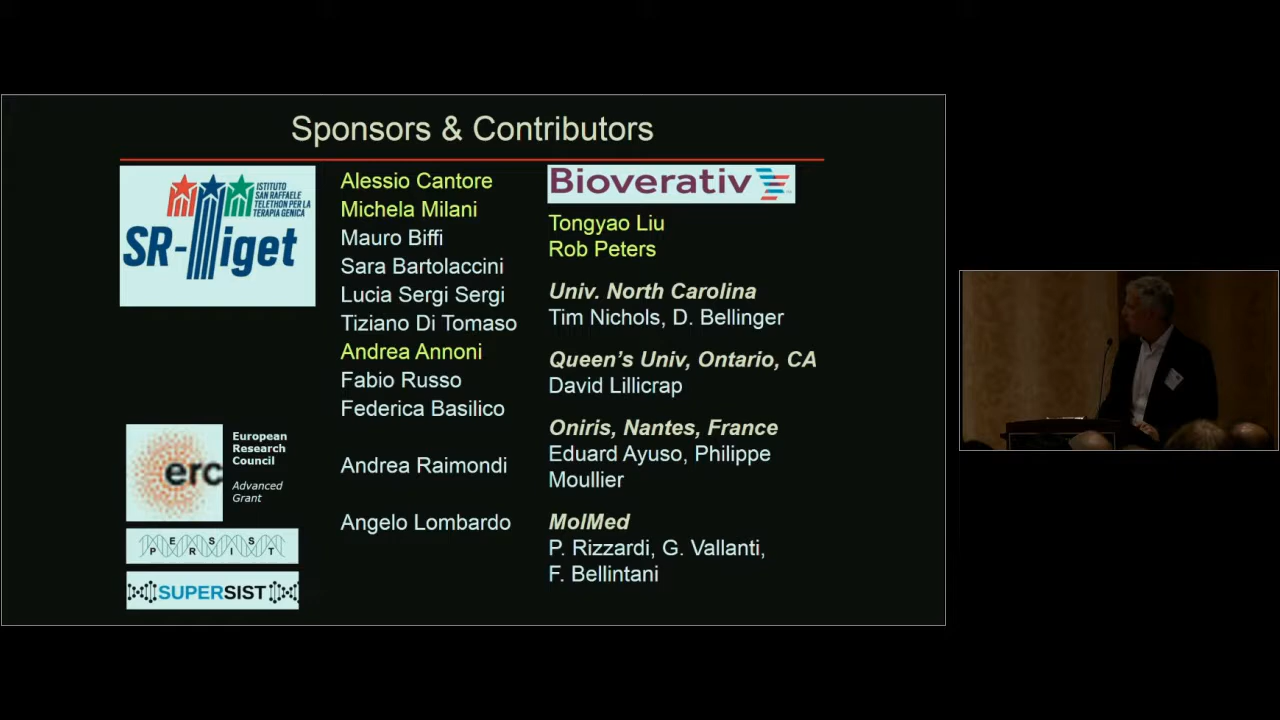 Sponsors & Contributors
ISTITUTO
SAN RAFFAELE
TELETHON PER LA
TERAPIA GENICA
SR-Tiget
European
Research
Council
Advanced
Grant
erc
PERSIST
SUPERSIST
Alessio Cantore
Michela Milani
Mauro Biffi
Sara Bartolaccini
Lucia Sergi Sergi
Tiziano Di Tomaso
Andrea Annoni
Fabio Russo
Federica Basilico
Andrea Raimondi
Angelo Lombardo
Bioverativ
Tongyao Liu
Rob Peters
Univ. North Carolina
Tim Nichols, D. Bellinger
Queen's Univ, Ontario, CA
David Lillicrap
Oniris, Nantes, France
Eduard Ayuso, Philippe
Moullier
MolMed
P. Rizzardi, G. Vallanti,
F. Bellintani